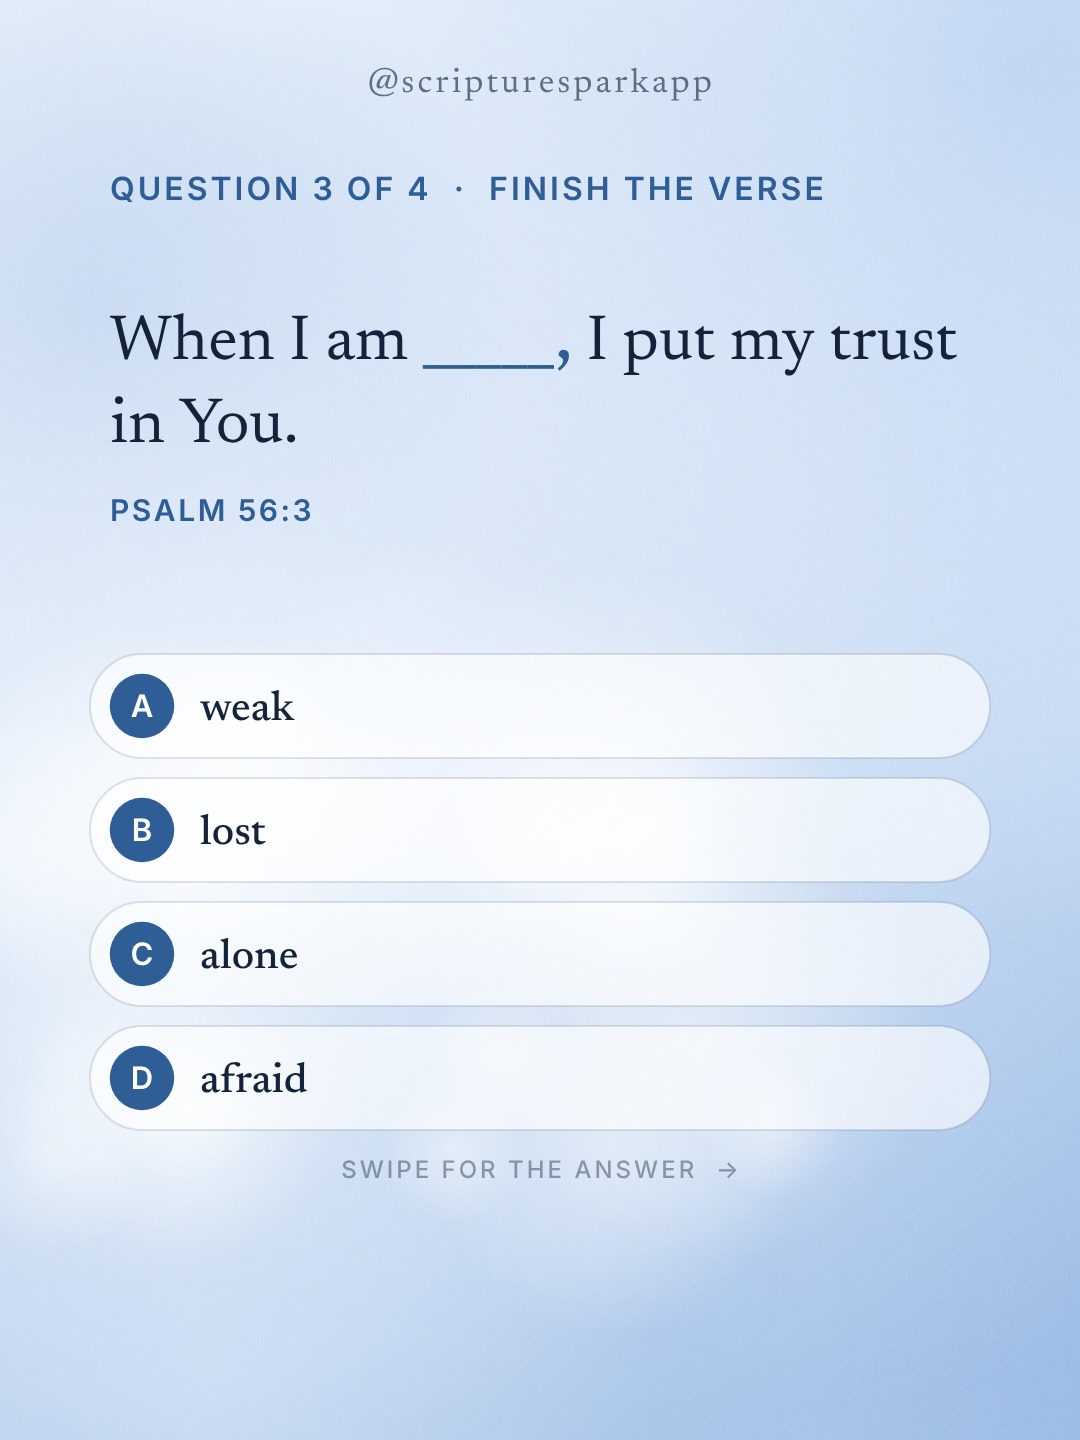 @scripturesparkapp
QUESTION 3 OF 4 · FINISH THE VERSE
When I am ____, I put my trust
in You.
PSALM 56:3
A weak
B lost
C alone
D afraid
SWIPE FOR THE ANSWER →